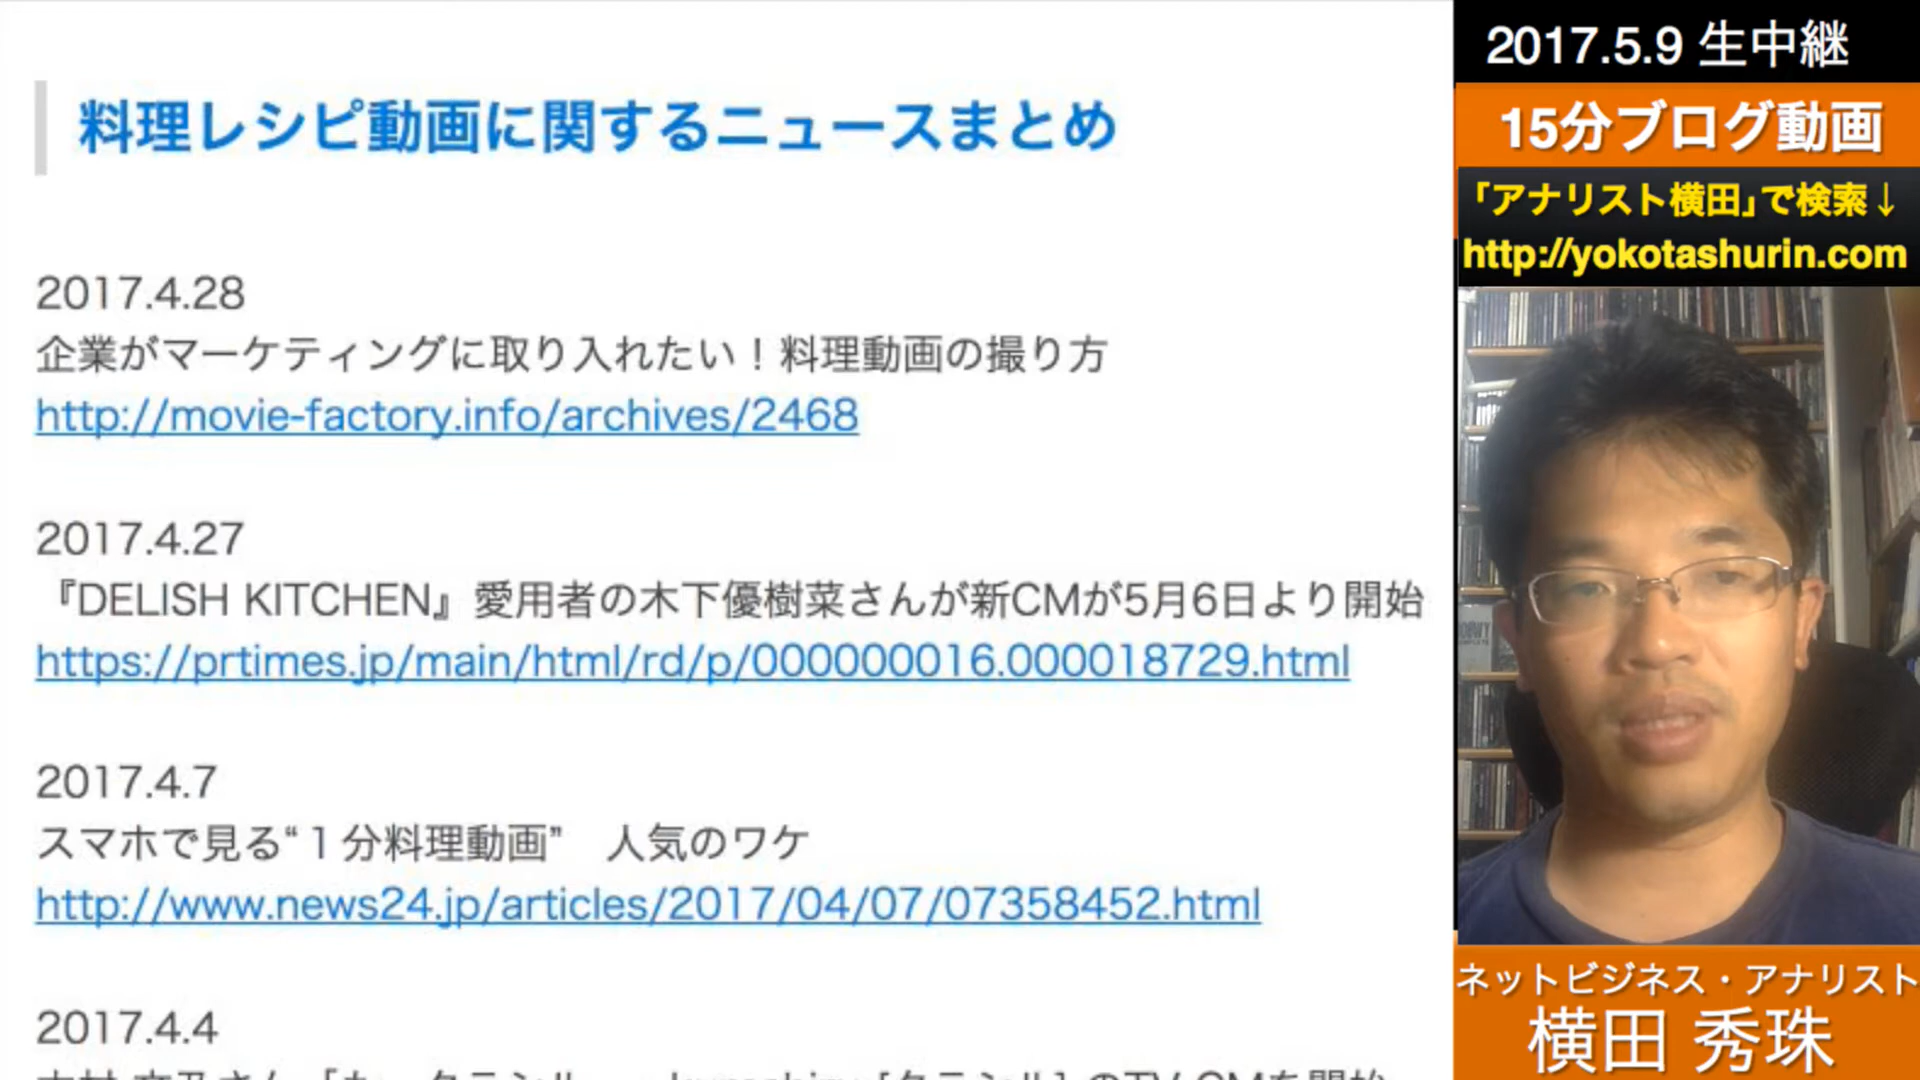 料理レシピ動画に関するニュースまとめ
2017.4.28
企業がマーケティングに取り入れたい！料理動画の撮り方
http://movie-factory.info/archives/2468
2017.4.27
『DELISH KITCHEN』愛用者の木下優樹菜さんが新CMが5月6日より開始
https://prtimes.jp/main/html/rd/p/000000016.000018729.html
2017.4.7
スマホで見る“１分料理動画”　人気のワケ
http://www.news24.jp/articles/2017/04/07/07358452.html
2017.4.4
2017.5.9 生中継
15分ブログ動画
「アナリスト横田」で検索↓
http://yokotashurin.com
ネットビジネス・アナリスト
横田 秀珠